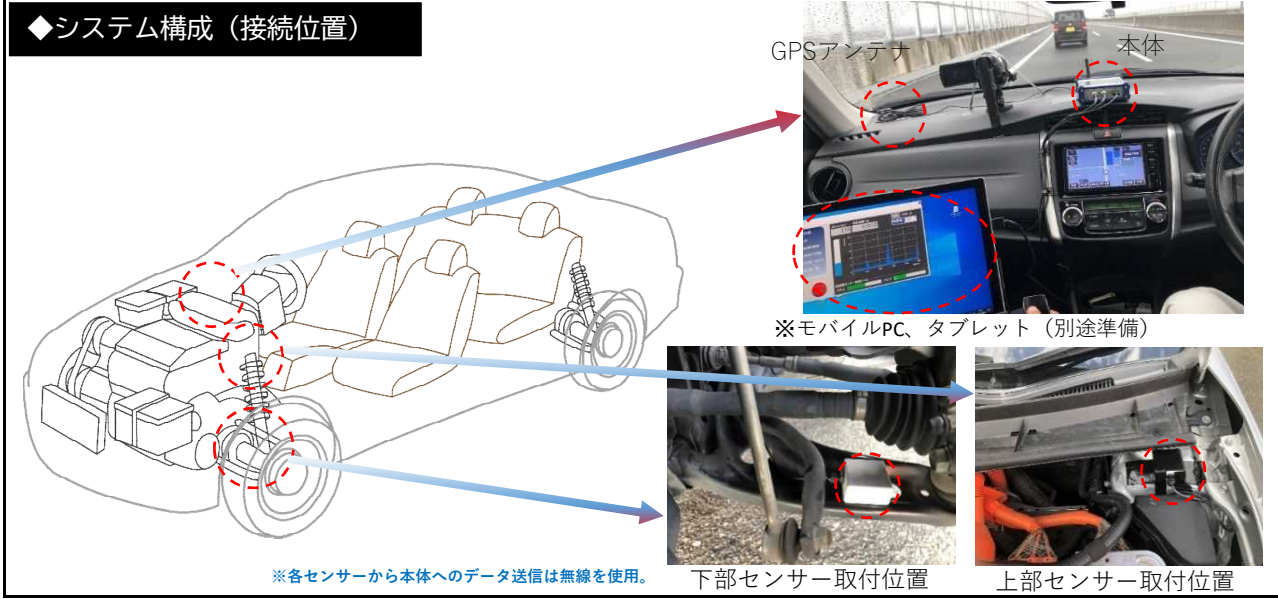 ◆システム構成（接続位置）
GPSアンテナ
本体
※モバイルPC、タブレット（別途準備）
※各センサーから本体へのデータ送信は無線を使用。
下部センサー取付位置
上部センサー取付位置